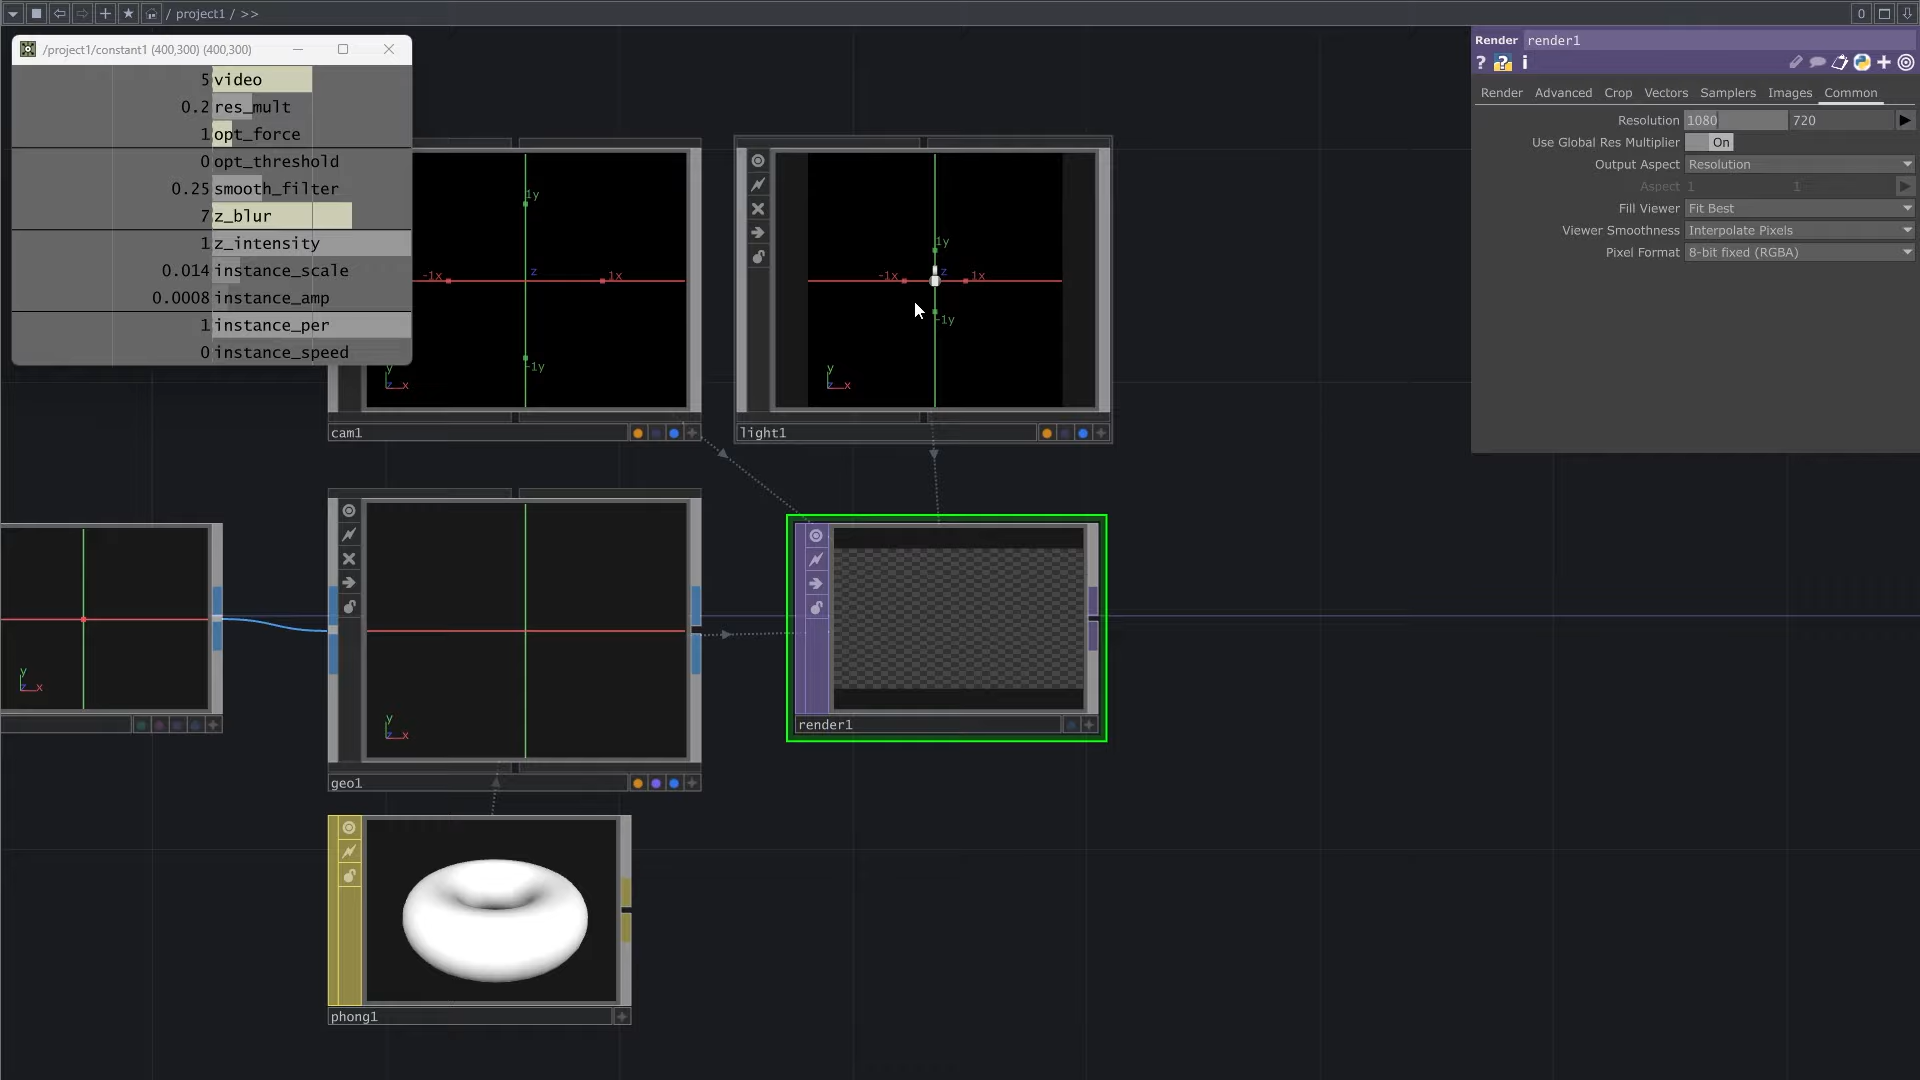 / project1 / >>
0
/project1/constant1 (400,300) (400,300)
5 video
0.2 res_mult
1 opt_force
0 opt_threshold
0.25 smooth_filter
7 z_blur
1 z_intensity
0.014 instance_scale
0.0008 instance_amp
1 instance_per
0 instance_speed
1y
-1x
z
1x
-1y
y
x
cam1
1y
-1x
z
1x
-1y
y
x
light1
y
x
y
x
geo1
render1
phong1
Render render1
? ? i
Render Advanced Crop Vectors Samplers Images Common
Resolution 1080 720
Use Global Res Multiplier On
Output Aspect Resolution
Aspect 1 1
Fill Viewer Fit Best
Viewer Smoothness Interpolate Pixels
Pixel Format 8-bit fixed (RGBA)